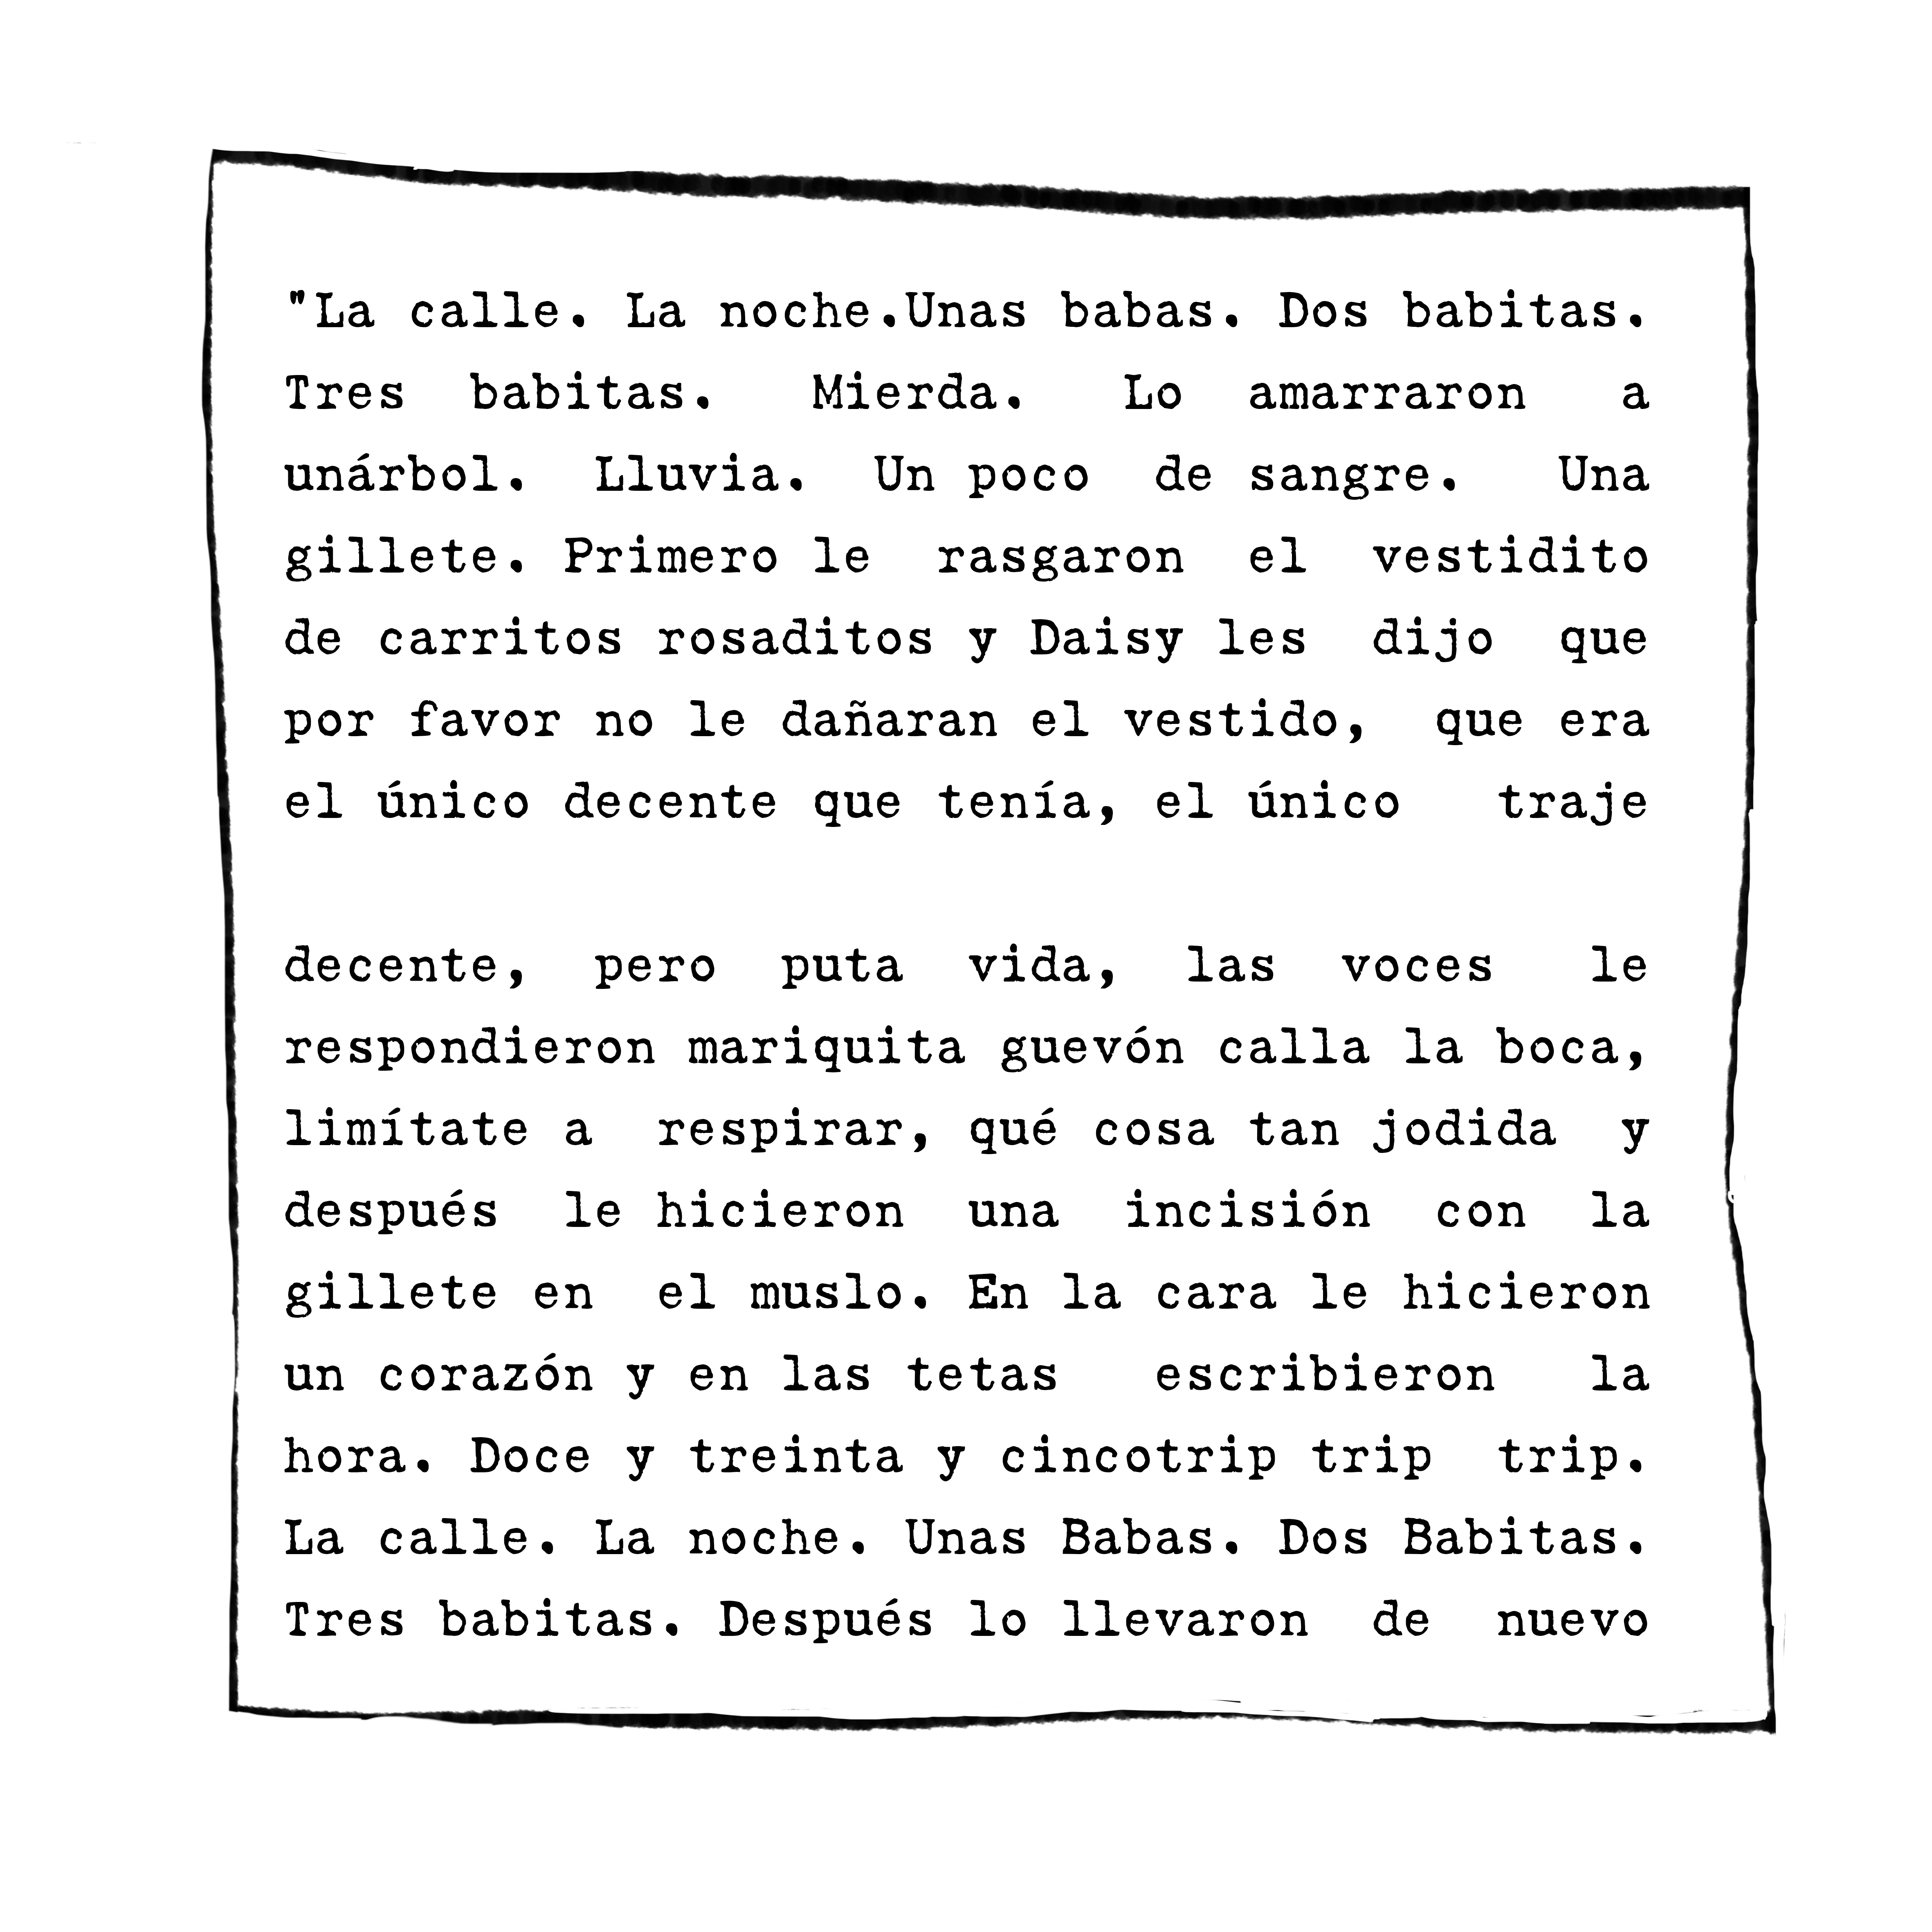 "La calle. La noche.Unas babas. Dos babitas.
Tres babitas. Mierda. Lo amarraron a
unárbol. Lluvia. Un poco de sangre. Una
gillete. Primero le rasgaron el vestidito
de carritos rosaditos y Daisy les dijo que
por favor no le dañaran el vestido, que era
el único decente que tenía, el único traje
decente, pero puta vida, las voces le
respondieron mariquita guevón calla la boca,
limítate a respirar, qué cosa tan jodida y
después le hicieron una incisión con la
gillete en el muslo. En la cara le hicieron
un corazón y en las tetas escribieron la
hora. Doce y treinta y cincotrip trip trip.
La calle. La noche. Unas Babas. Dos Babitas.
Tres babitas. Después lo llevaron de nuevo